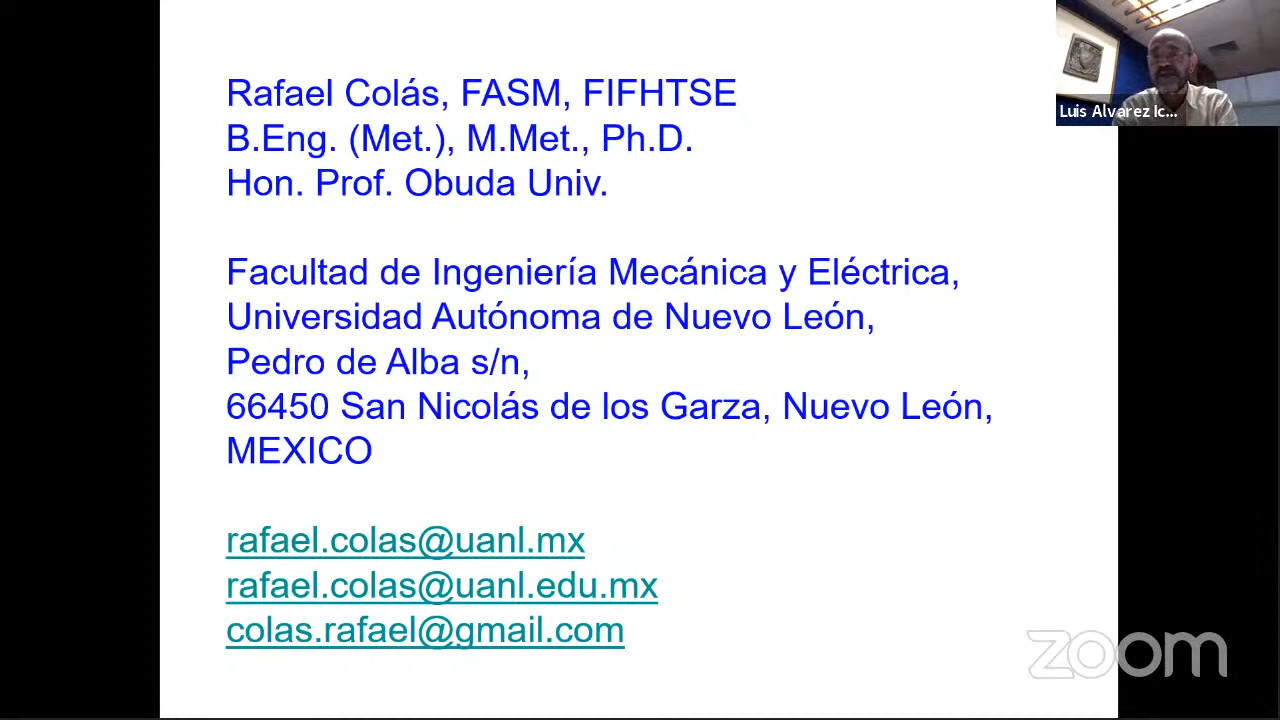 Rafael Colás, FASM, FIFHTSE
B.Eng. (Met.), M.Met., Ph.D.
Hon. Prof. Obuda Univ.
Facultad de Ingeniería Mecánica y Eléctrica,
Universidad Autónoma de Nuevo León,
Pedro de Alba s/n,
66450 San Nicolás de los Garza, Nuevo León,
MEXICO
rafael.colas@uanl.mx
rafael.colas@uanl.edu.mx
colas.rafael@gmail.com
Luis Alvarez Ic...
zoom